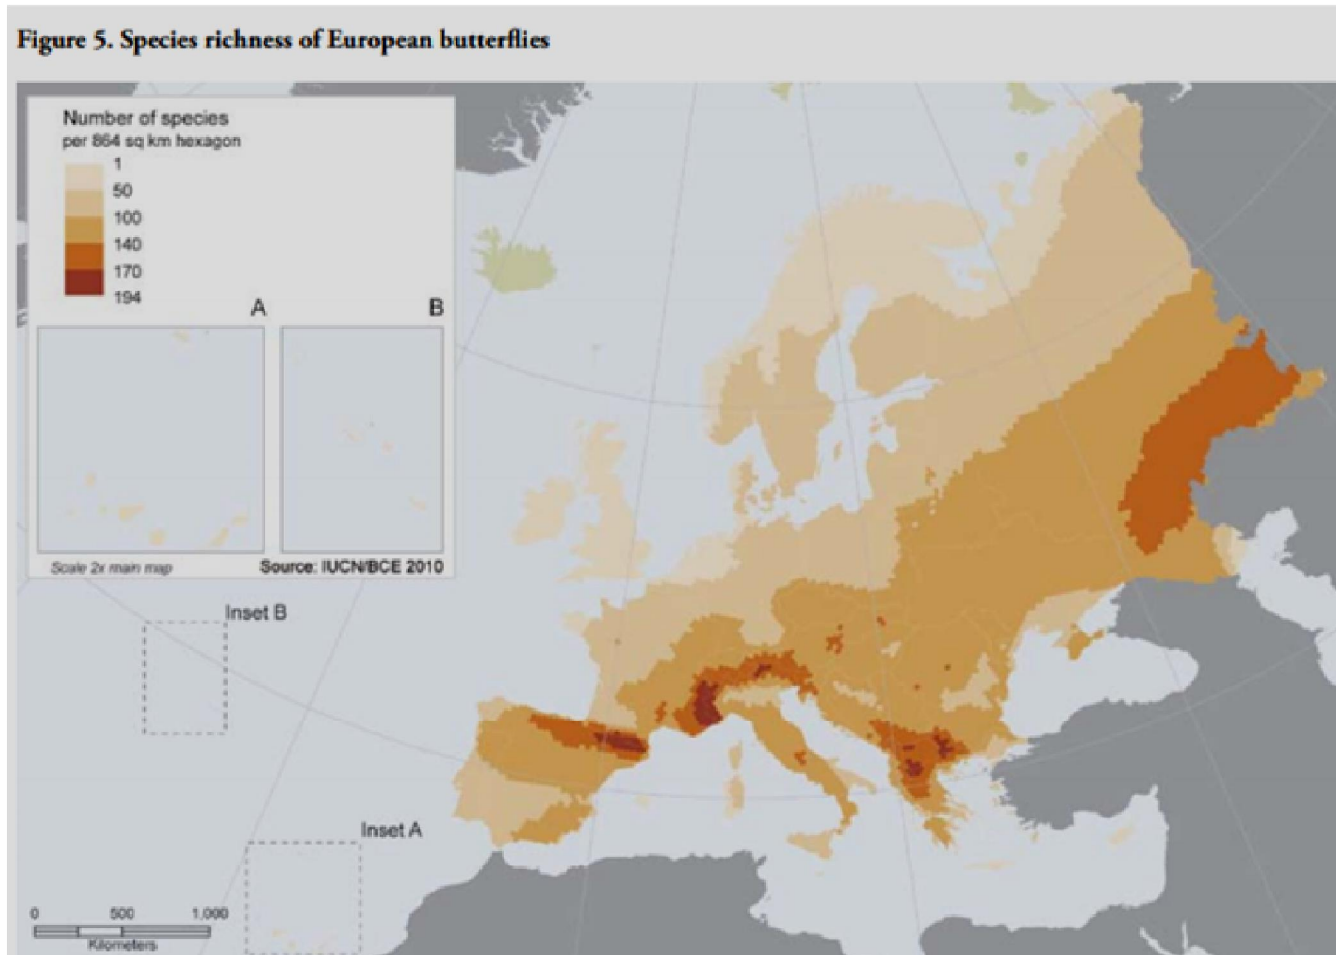 Figure 5. Species richness of European butterflies
Number of species
per 864 sq km hexagon
1
50
100
140
170
194
A
B
Scale 2x main map
Source: IUCN/BCE 2010
Inset B
Inset A
0 500 1,000
Kilometers